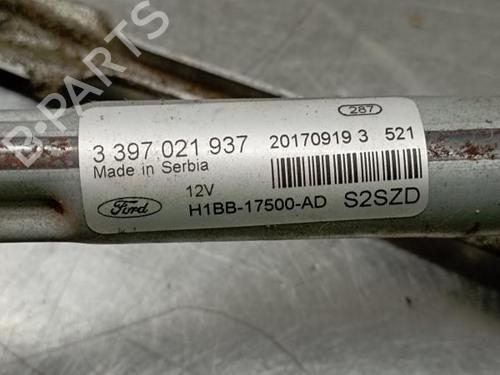 B-PARTS
287
3 397 021 937 20170919 3 521
Made in Serbia
12V
Ford H1BB-17500-AD S2SZD